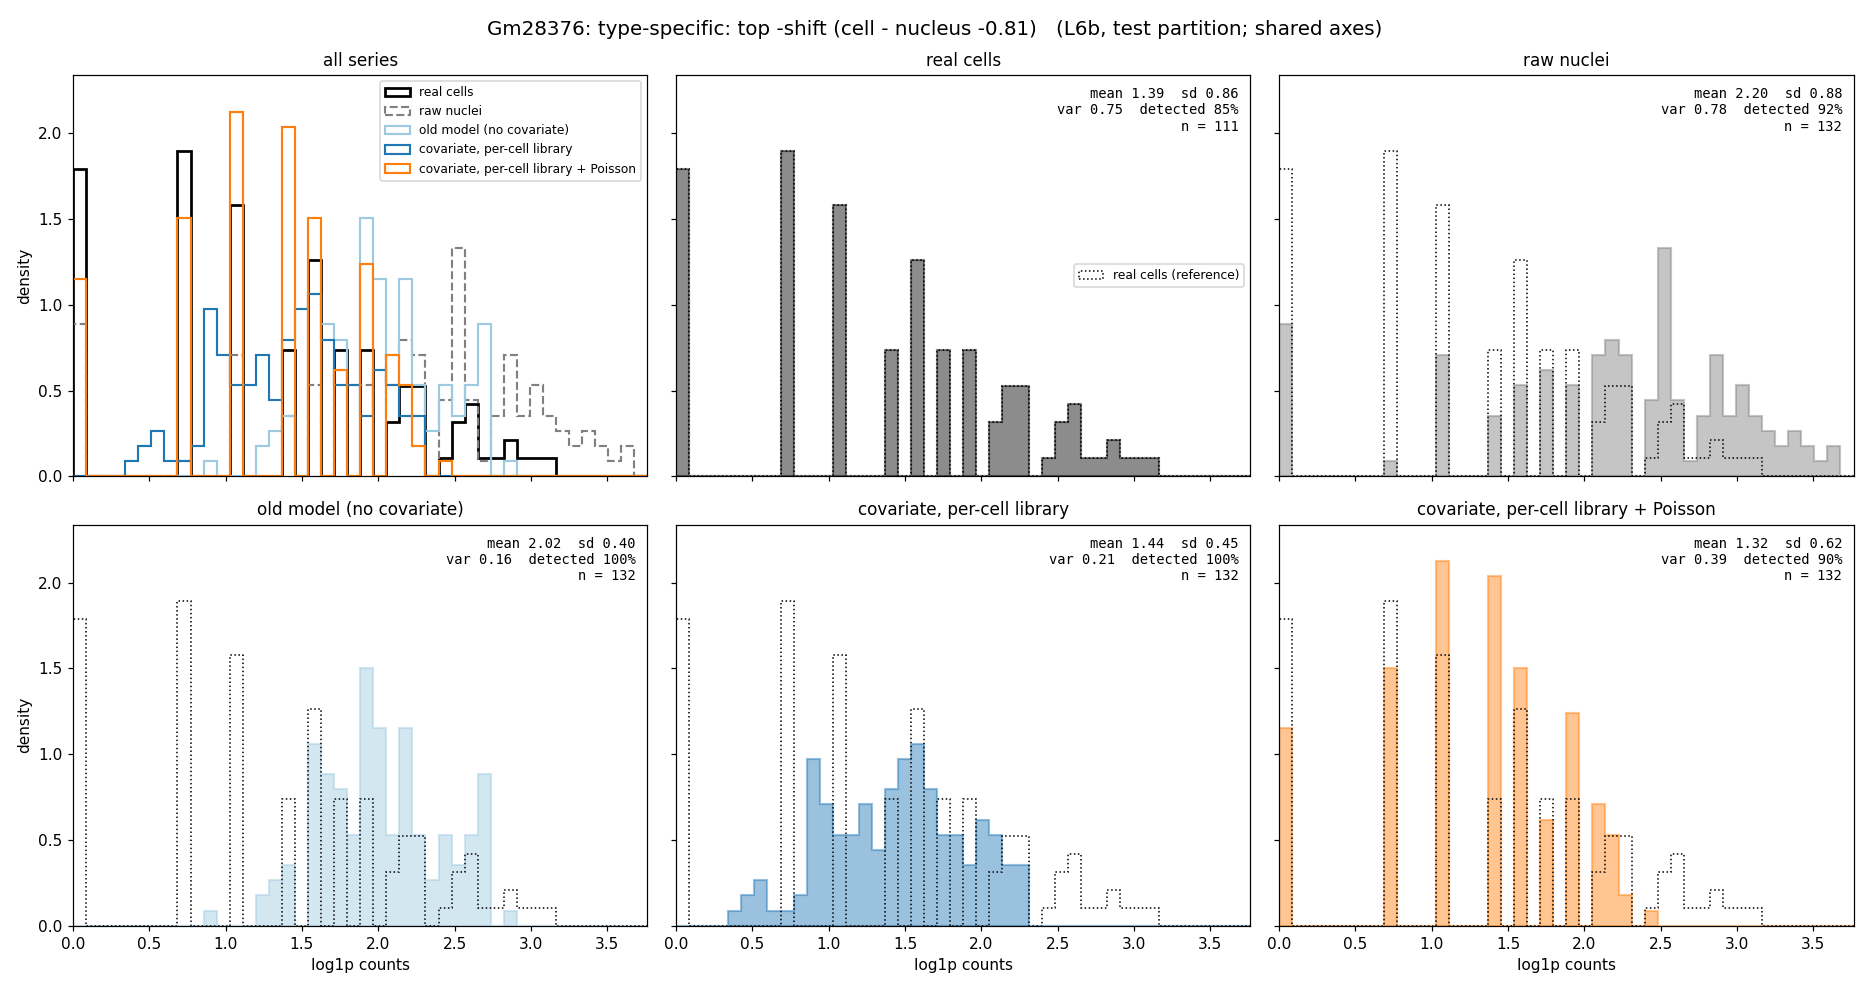 Gm28376: type-specific: top -shift (cell - nucleus -0.81)   (L6b, test partition; shared axes)
all series
real cells
raw nuclei
density
2.0
1.5
1.0
0.5
0.0
real cells
raw nuclei
old model (no covariate)
covariate, per-cell library
covariate, per-cell library + Poisson
mean 1.39  sd 0.86
var 0.75  detected 85%
n = 111
real cells (reference)
mean 2.20  sd 0.88
var 0.78  detected 92%
n = 132
old model (no covariate)
covariate, per-cell library
covariate, per-cell library + Poisson
density
2.0
1.5
1.0
0.5
0.0
mean 2.02  sd 0.40
var 0.16  detected 100%
n = 132
mean 1.44  sd 0.45
var 0.21  detected 100%
n = 132
mean 1.32  sd 0.62
var 0.39  detected 90%
n = 132
0.0 0.5 1.0 1.5 2.0 2.5 3.0 3.5
0.0 0.5 1.0 1.5 2.0 2.5 3.0 3.5
0.0 0.5 1.0 1.5 2.0 2.5 3.0 3.5
log1p counts
log1p counts
log1p counts